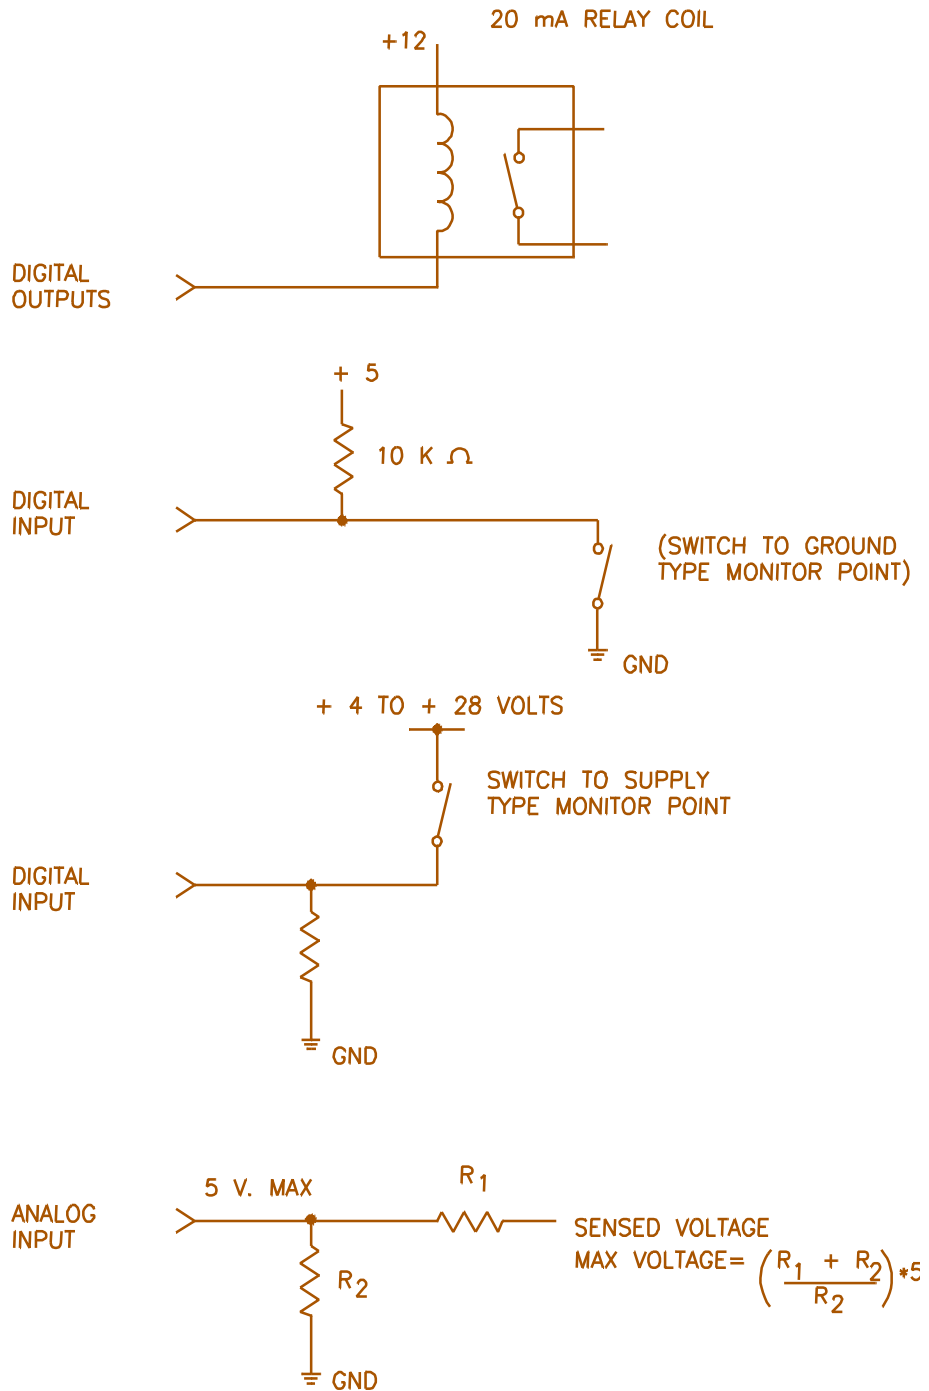 20 mA RELAY COIL
+12
DIGITAL
OUTPUTS
+ 5
10 K Ω
DIGITAL
INPUT
(SWITCH TO GROUND
TYPE MONITOR POINT)
GND
+ 4 TO + 28 VOLTS
SWITCH TO SUPPLY
TYPE MONITOR POINT
DIGITAL
INPUT
GND
5 V. MAX
R1
ANALOG
INPUT
SENSED VOLTAGE
MAX VOLTAGE= (R1 + R2
R2) *5
R2
GND